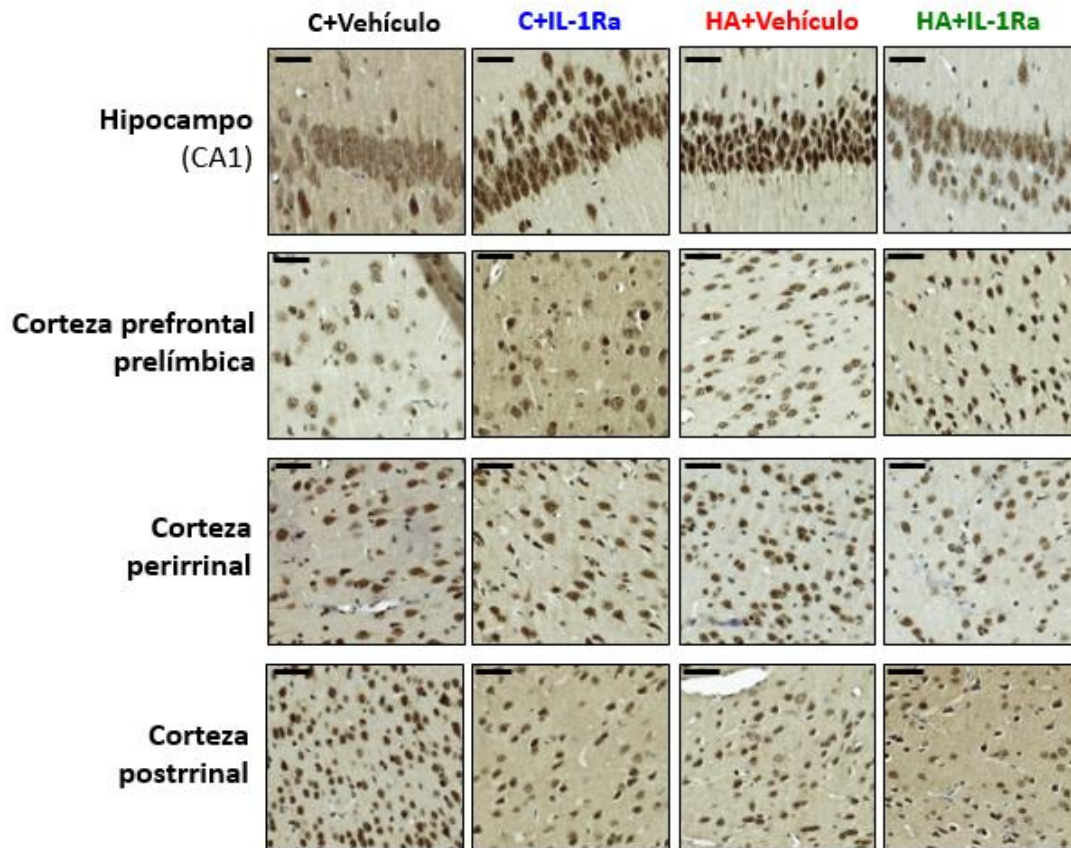 C+Vehículo C+IL-1Ra HA+Vehículo HA+IL-1Ra
Hipocampo
(CA1)
Corteza prefrontal
prelímbica
Corteza
perirrinal
Corteza
postrrinal